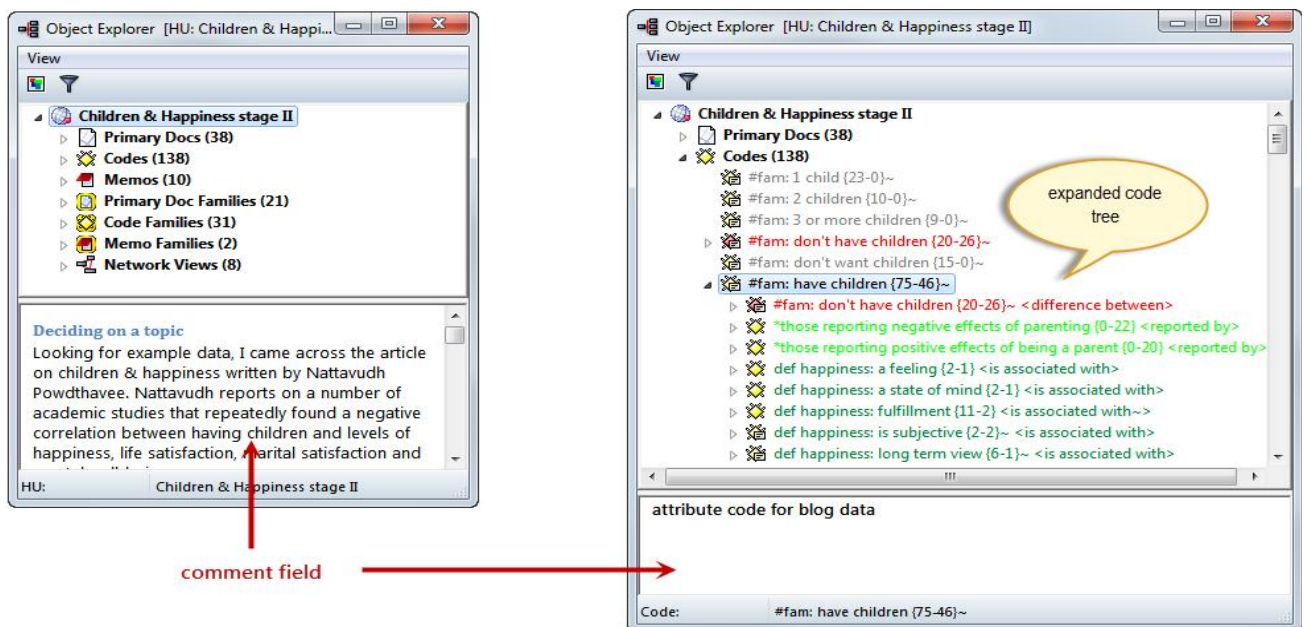 Object Explorer [HU: Children & Happi...
View
Children & Happiness stage II
Primary Docs (38)
Codes (138)
Memos (10)
Primary Doc Families (21)
Code Families (31)
Memo Families (2)
Network Views (8)
Deciding on a topic
Looking for example data, I came across the article
on children & happiness written by Nattavudh
Powdthavee. Nattavudh reports on a number of
academic studies that repeatedly found a negative
correlation between having children and levels of
happiness, life satisfaction, marital satisfaction and
HU: Children & Happiness stage II
comment field
Object Explorer [HU: Children & Happiness stage II]
View
Children & Happiness stage II
Primary Docs (38)
Codes (138)
#fam: 1 child {23-0}~
#fam: 2 children {10-0}~
#fam: 3 or more children {9-0}~
#fam: don't have children {20-26}~
#fam: don't want children {15-0}~
#fam: have children {75-46}~
#fam: don't have children {20-26}~ <difference between>
*those reporting negative effects of parenting {0-22} <reported by>
*those reporting positive effects of being a parent {0-20} <reported by>
def happiness: a feeling {2-1} <is associated with>
def happiness: a state of mind {2-1} <is associated with>
def happiness: fulfillment {11-2} <is associated with~>
def happiness: is subjective {2-2}~ <is associated with>
def happiness: long term view {6-1}~ <is associated with>
expanded code
tree
attribute code for blog data
Code: #fam: have children {75-46}~